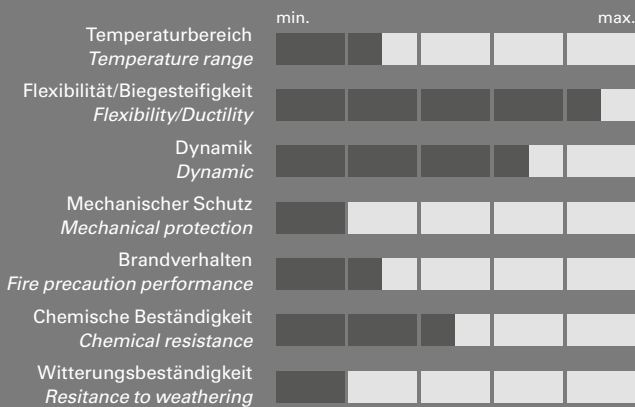 min. max.
Temperaturbereich
Temperature range
Flexibilität/Biegesteifigkeit
Flexibility/Ductility
Dynamik
Dynamic
Mechanischer Schutz
Mechanical protection
Brandverhalten
Fire precaution performance
Chemische Beständigkeit
Chemical resistance
Witterungsbeständigkeit
Resitance to weathering